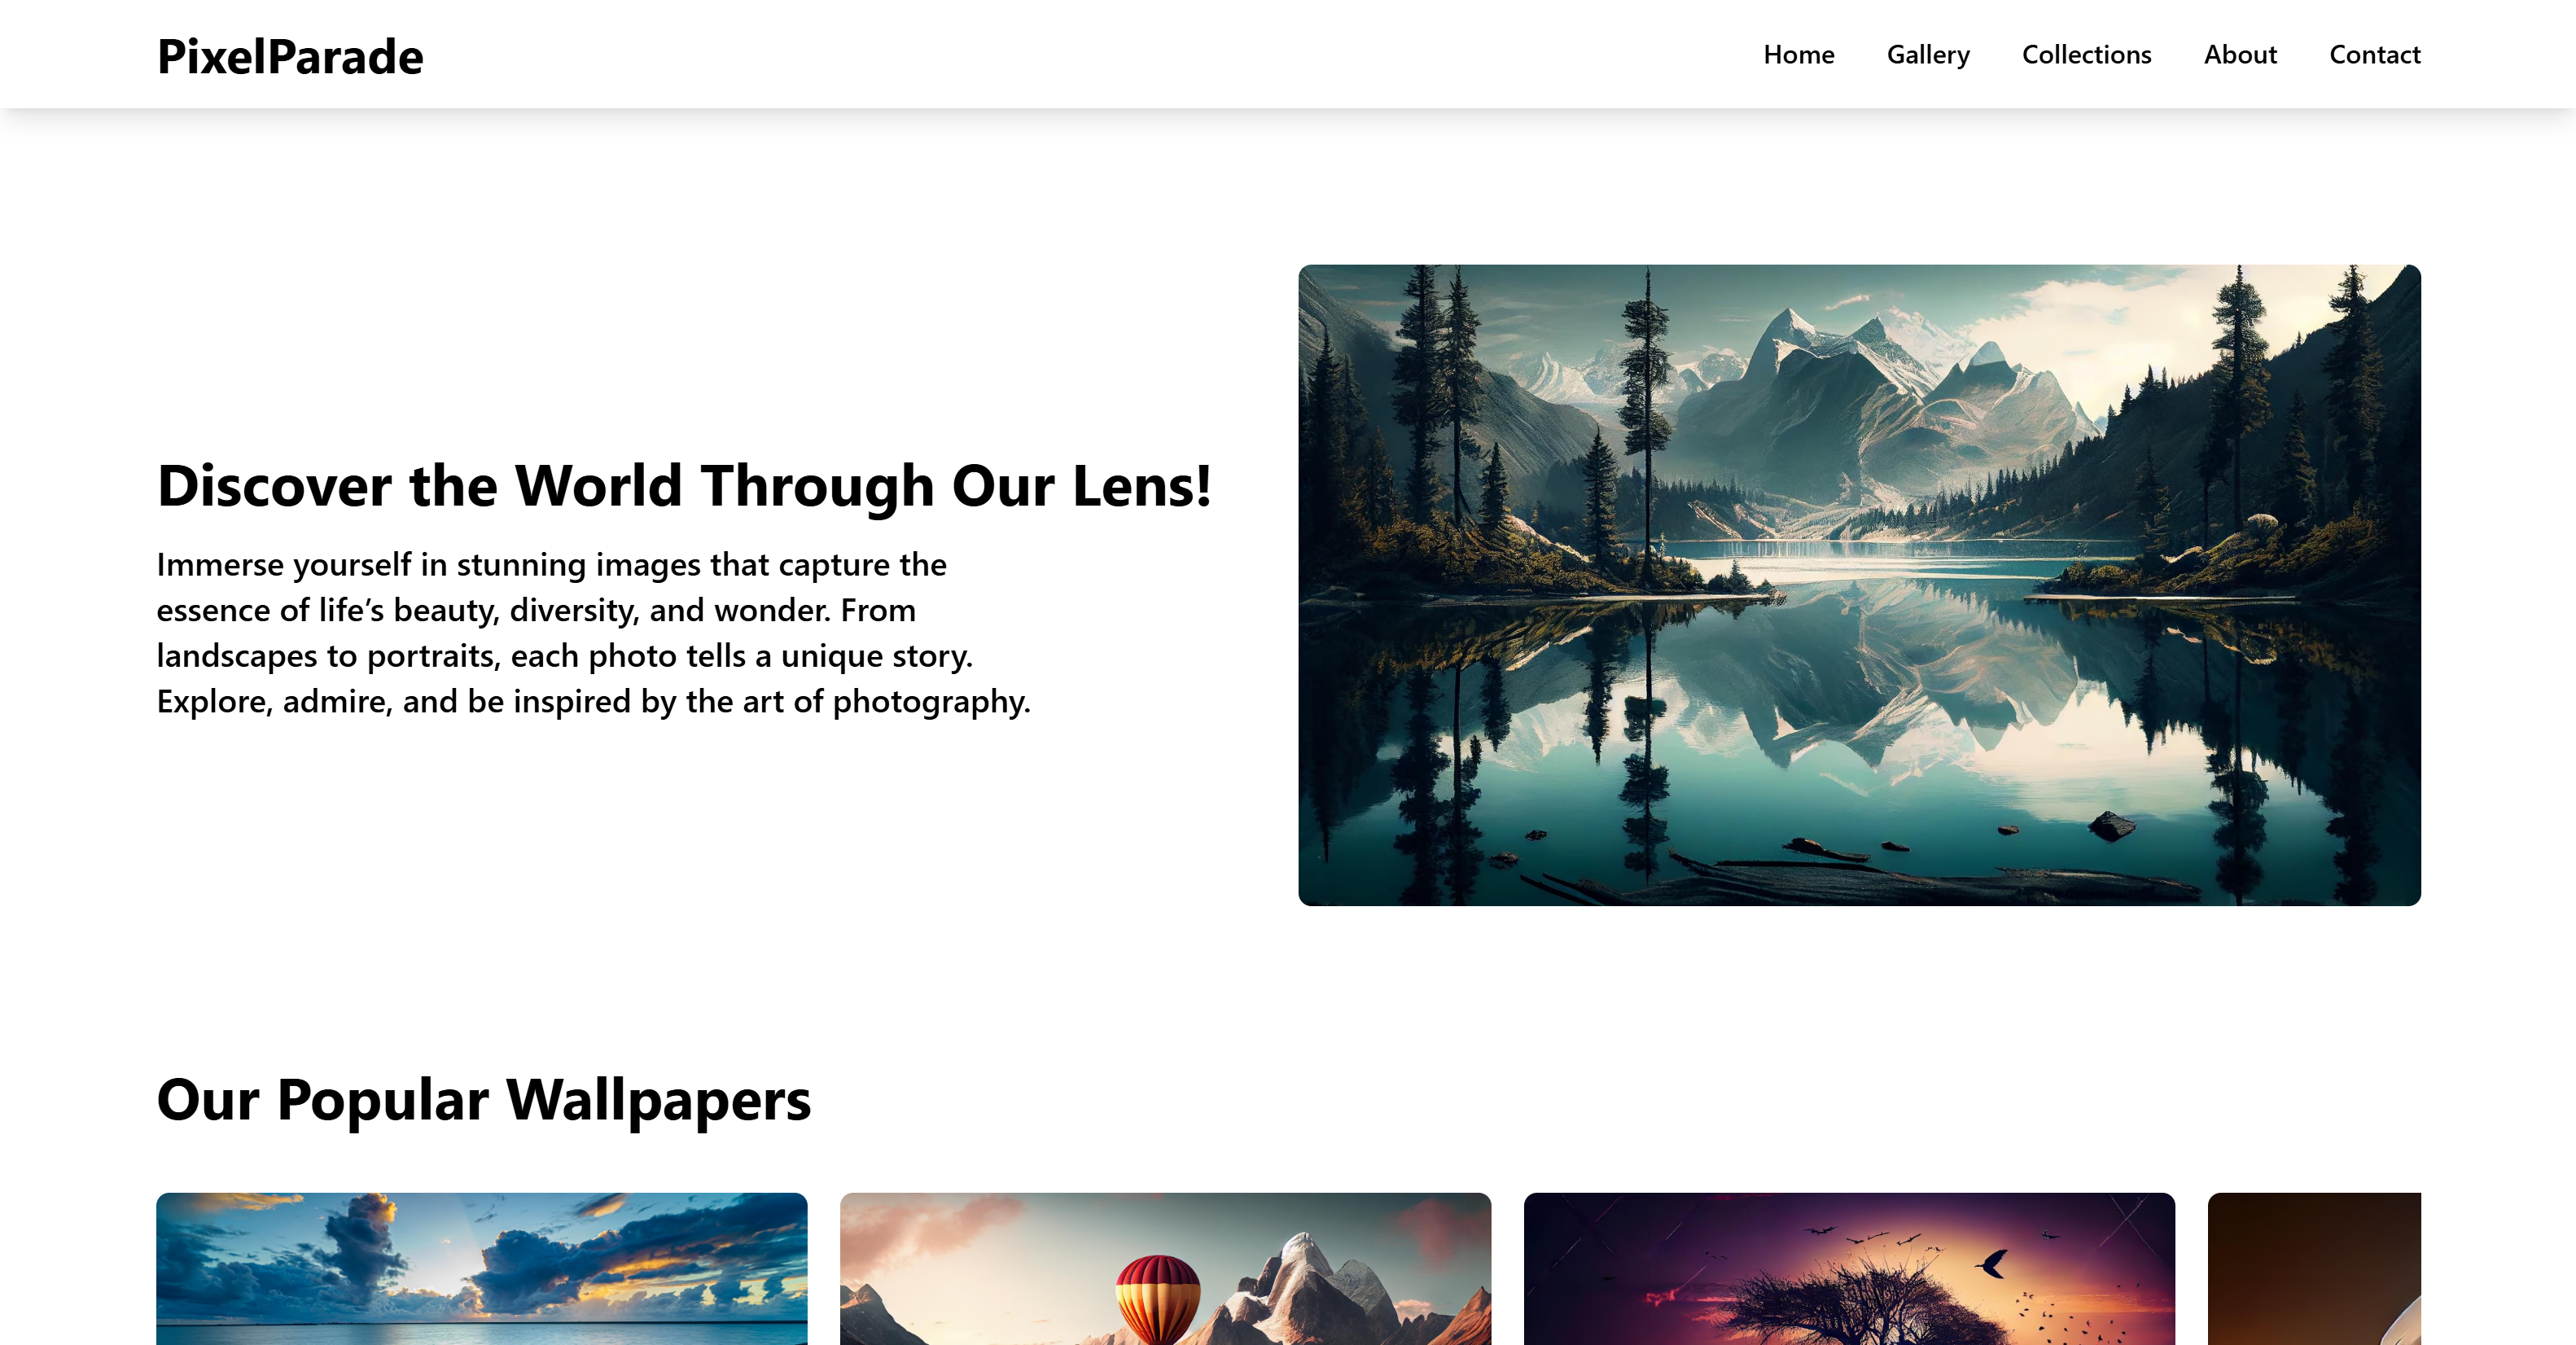 PixelParade
Home Gallery Collections About Contact
Discover the World Through Our Lens!
Immerse yourself in stunning images that capture the
essence of life’s beauty, diversity, and wonder. From
landscapes to portraits, each photo tells a unique story.
Explore, admire, and be inspired by the art of photography.
Our Popular Wallpapers